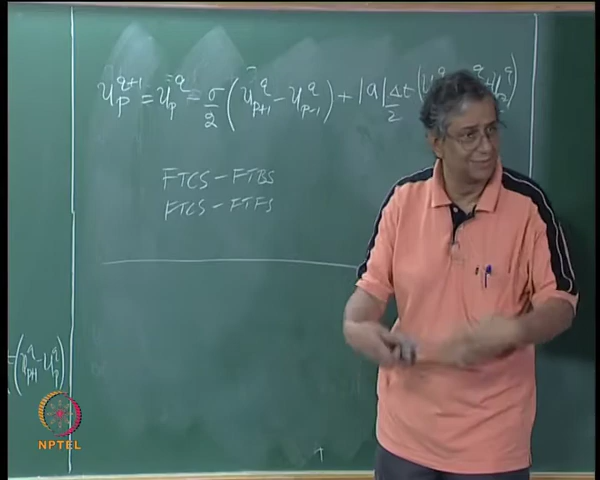 u_p^{q+1} = u_p^q - σ/2 (u_{p+1}^q - u_{p-1}^q) + |a| Δt/2 (u
FTCS - FTBS
FTCS - FTFS
(u_{p+1}^q - u_p^q)
NPTEL